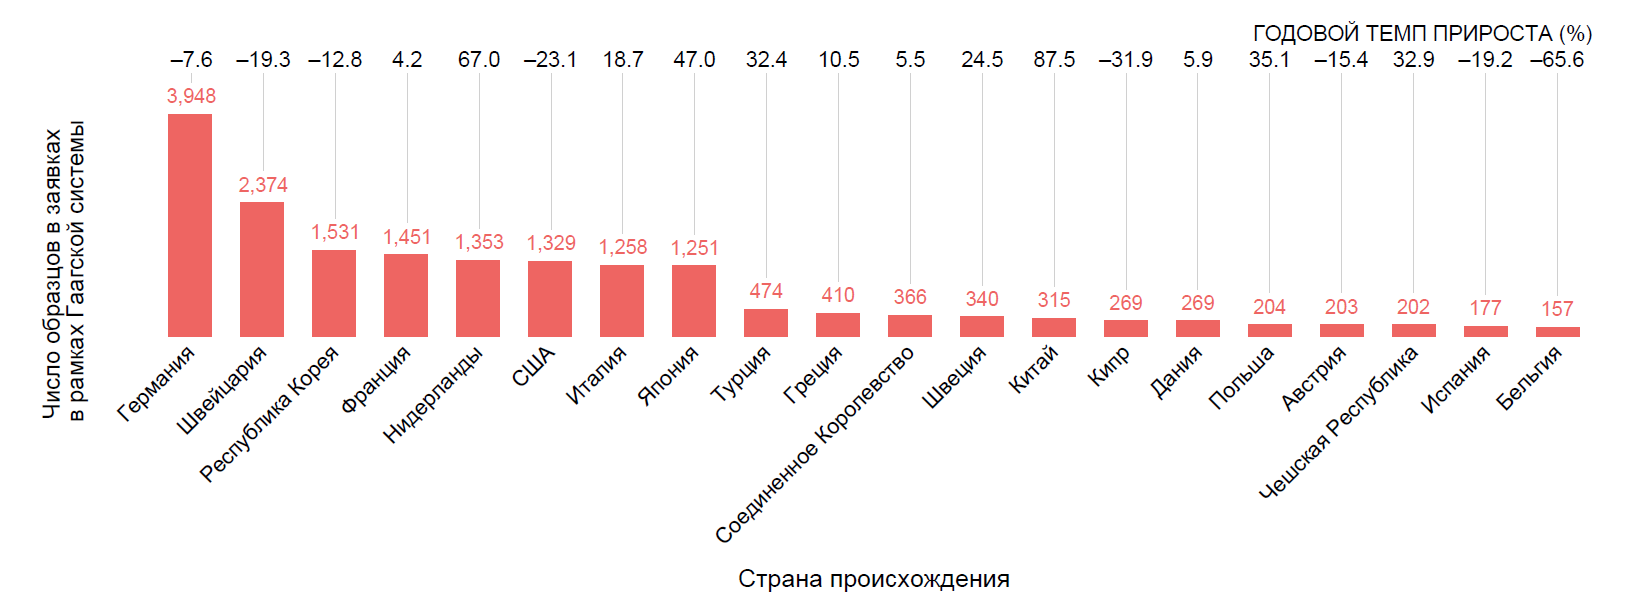 ГОДОВОЙ ТЕМП ПРИРОСТА (%)
–7.6 –19.3 –12.8 4.2 67.0 –23.1 18.7 47.0 32.4 10.5 5.5 24.5 87.5 –31.9 5.9 35.1 –15.4 32.9 –19.2 –65.6
3,948 2,374 1,531 1,451 1,353 1,329 1,258 1,251 474 410 366 340 315 269 269 204 203 202 177 157
Число образцов в заявках
в рамках Гаагской системы
Германия
Швейцария
Республика Корея
Франция
Нидерланды
США
Италия
Япония
Турция
Греция
Соединенное Королевство
Швеция
Китай
Кипр
Дания
Польша
Австрия
Чешская Республика
Испания
Бельгия
Страна происхождения